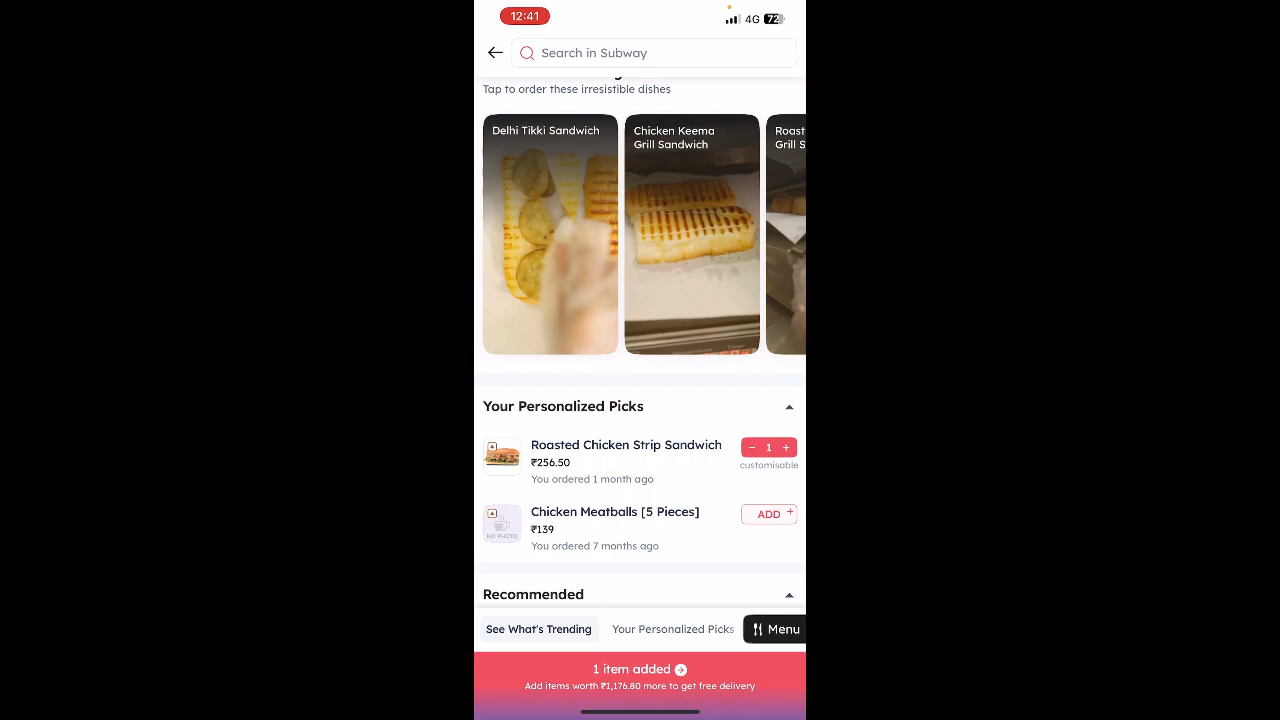 12:41
4G 72
Search in Subway
Tap to order these irresistible dishes
Delhi Tikki Sandwich
Chicken Keema
Grill Sandwich
Roast
Grill S
Your Personalized Picks
Roasted Chicken Strip Sandwich
₹256.50
You ordered 1 month ago
− 1 +
customisable
Chicken Meatballs [5 Pieces]
₹139
You ordered 7 months ago
ADD +
NO PHOTO
Recommended
See What's Trending
Your Personalized Picks
Menu
1 item added
Add items worth ₹1,176.80 more to get free delivery